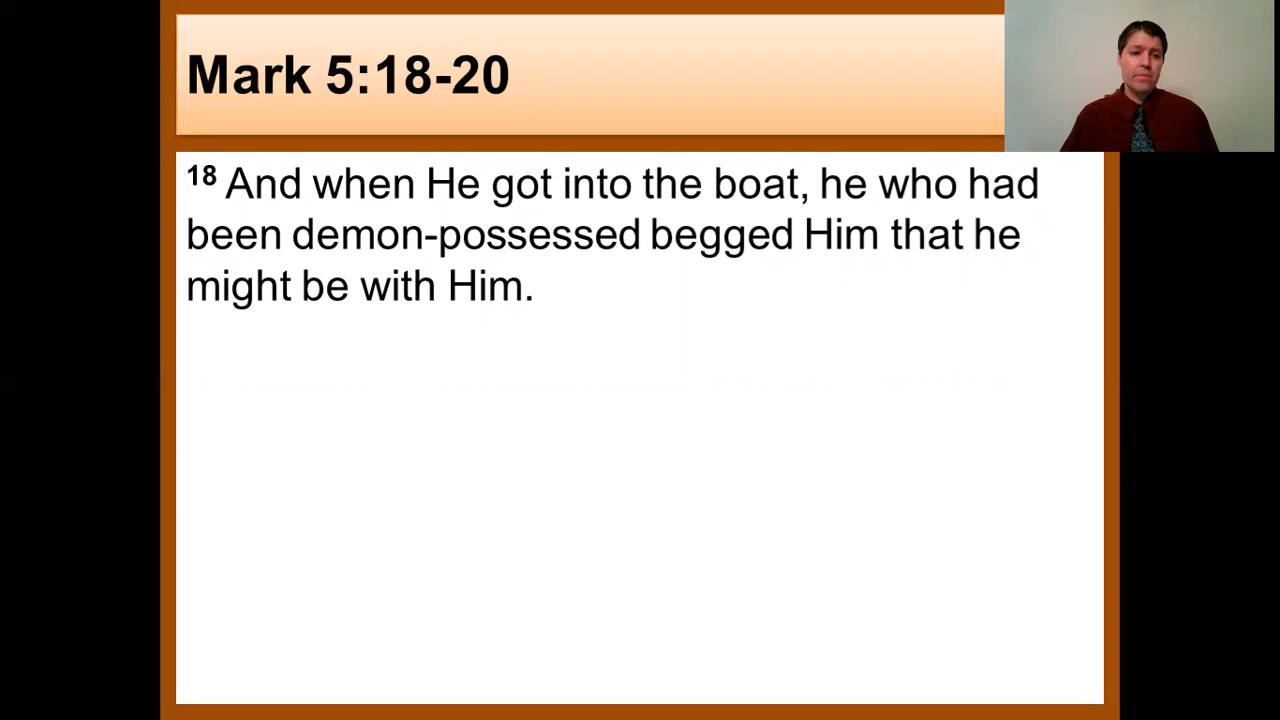 Mark 5:18-20
18 And when He got into the boat, he who had
been demon-possessed begged Him that he
might be with Him.